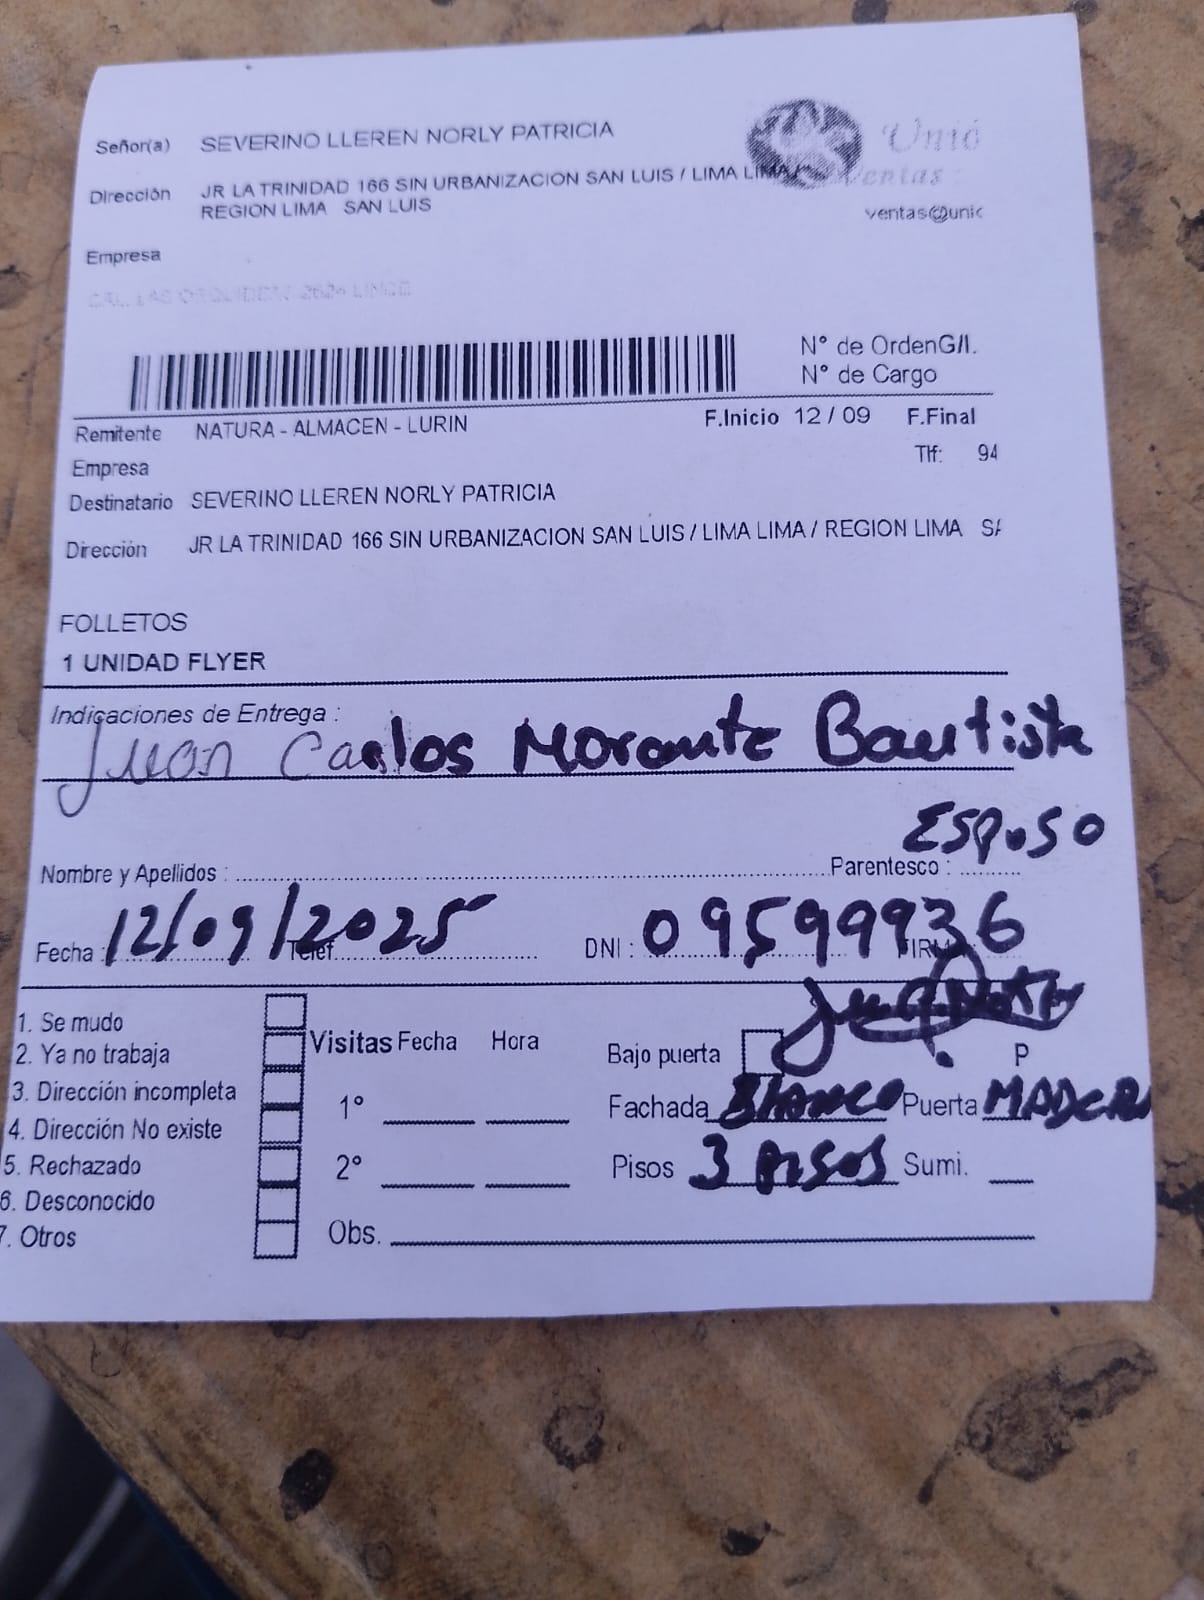 Señor(a) SEVERINO LLEREN NORLY PATRICIA
Unió
Dirección JR LA TRINIDAD 166 SIN URBANIZACION SAN LUIS / LIMA LIMA /
REGION LIMA SAN LUIS
Ventas
ventas@unic
Empresa
N° de OrdenG/I.
N° de Cargo
Remitente NATURA - ALMACEN - LURIN F.Inicio 12 / 09 F.Final
Empresa Tlf: 94
Destinatario SEVERINO LLEREN NORLY PATRICIA
Dirección JR LA TRINIDAD 166 SIN URBANIZACION SAN LUIS / LIMA LIMA / REGION LIMA SA
FOLLETOS
1 UNIDAD FLYER
Indicaciones de Entrega :
Juan Carlos Morante Bautista
Esposo
Nombre y Apellidos : Parentesco :
Fecha : 12/09/2025 Telef. DNI : 09599936 FIRMA
1. Se mudo
2. Ya no trabaja
3. Dirección incompleta
4. Dirección No existe
5. Rechazado
6. Desconocido
7. Otros
Visitas Fecha Hora
1°
2°
Obs.
Bajo puerta P
Fachada Blanco Puerta MADERA
Pisos 3 PISOS Sumi.